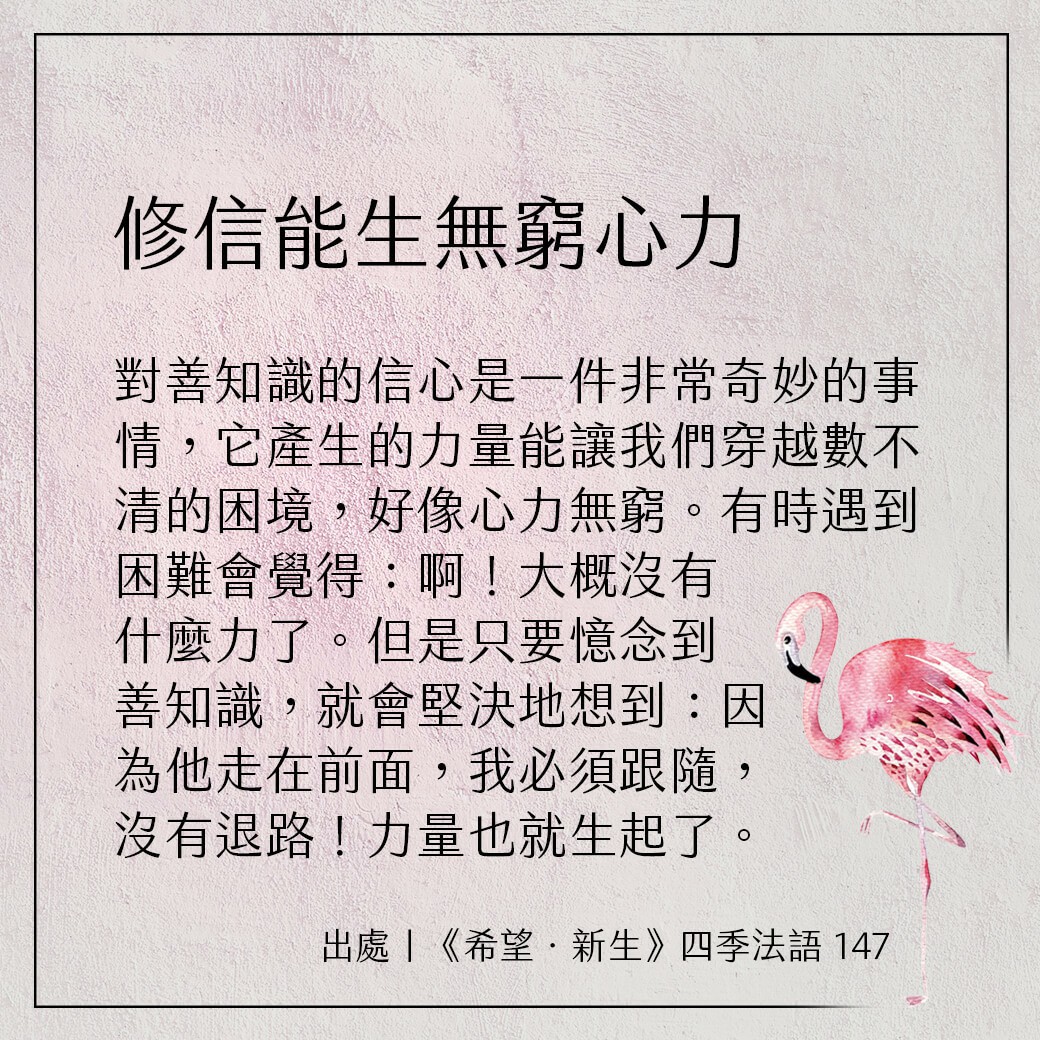 修信能生無窮心力
對善知識的信心是一件非常奇妙的事
情，它產生的力量能讓我們穿越數不
清的困境，好像心力無窮。有時遇到
困難會覺得：啊！大概沒有
什麼力了。但是只要憶念到
善知識，就會堅決地想到：因
為他走在前面，我必須跟隨，
沒有退路！力量也就生起了。
出處｜《希望．新生》四季法語 147